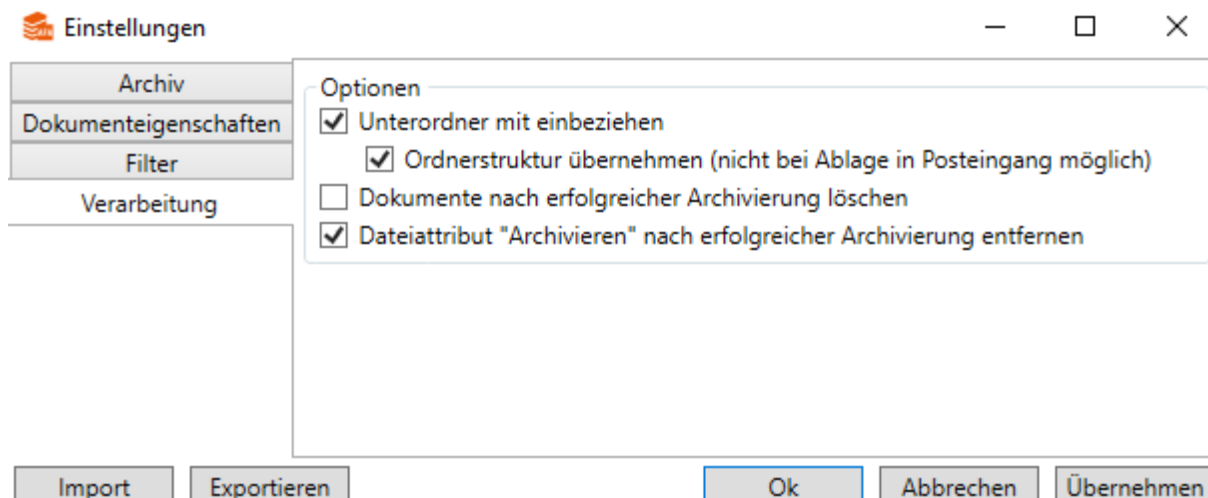 Einstellungen
Archiv
Dokumenteigenschaften
Filter
Verarbeitung
Optionen
Unterordner mit einbeziehen
Ordnerstruktur übernehmen (nicht bei Ablage in Posteingang möglich)
Dokumente nach erfolgreicher Archivierung löschen
Dateiattribut "Archivieren" nach erfolgreicher Archivierung entfernen
Import Exportieren Ok Abbrechen Übernehmen